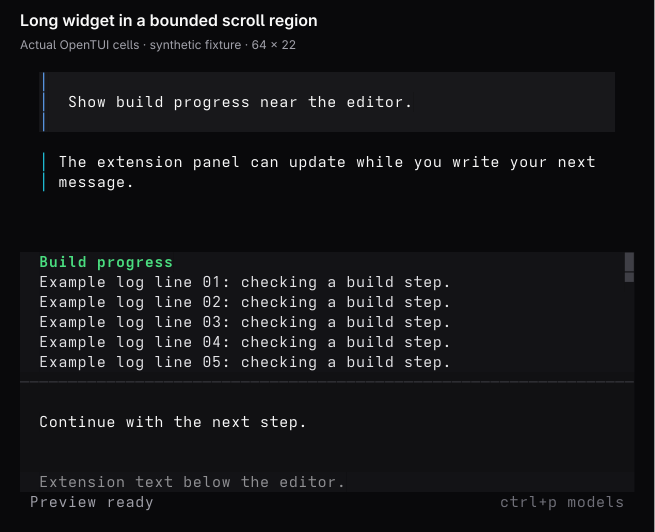 Long widget in a bounded scroll region
Actual OpenTUI cells · synthetic fixture · 64 × 22
Show build progress near the editor.
The extension panel can update while you write your next
message.
Build progress
Example log line 01: checking a build step.
Example log line 02: checking a build step.
Example log line 03: checking a build step.
Example log line 04: checking a build step.
Example log line 05: checking a build step.
Continue with the next step.
Extension text below the editor.
Preview ready ctrl+p models